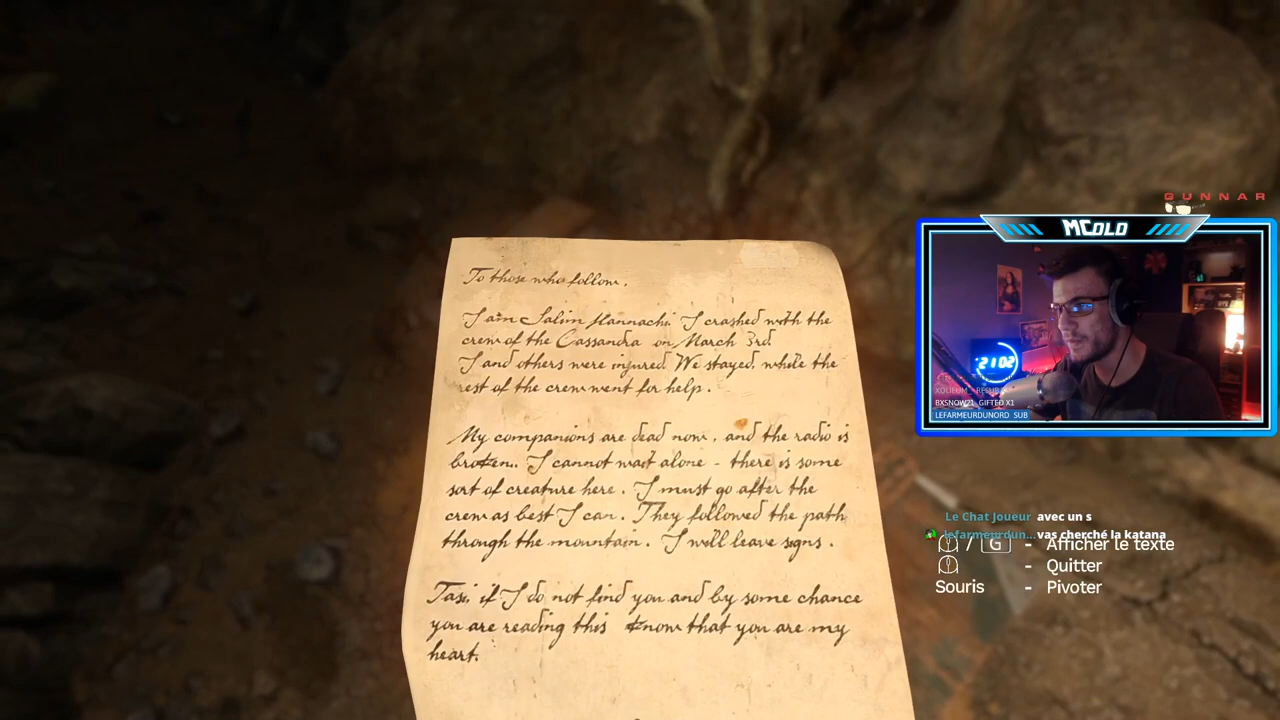 To those who follow,
I am Salim Hannachi. I crashed with the
crew of the Cassandra on March 3rd
I and others were injured. We stayed, while the
rest of the crew went for help.
My companions are dead now, and the radio is
broken. I cannot wait alone - there is some
sort of creature here. I must go after the
crew as best I can. They followed the path
through the mountain. I will leave signs.
Tasi, if I do not find you and by some chance
you are reading this know that you are my
heart.
GUNNAR
MCOLO
2102
BXSNOW21 GIFTED X1
LEFARMEURDUNORD SUB
Le Chat Joueur avec un s
lefarmeurdun... vas cherché la katana
/ G - Afficher le texte
- Quitter
Souris - Pivoter